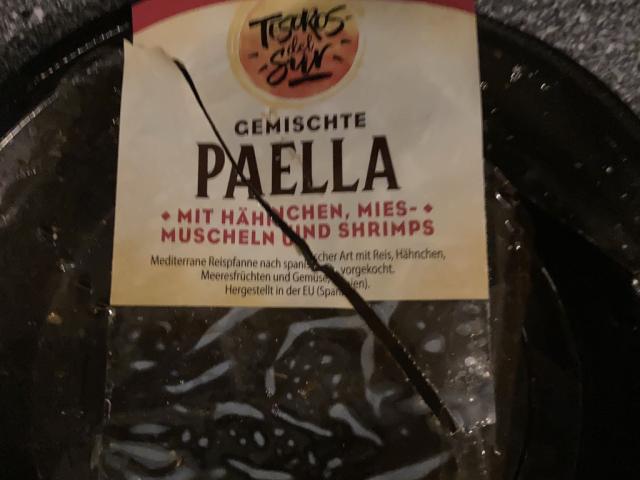 TESOROS
del
Sur
GEMISCHTE
PAELLA
MIT HÄHNCHEN, MIES-
MUSCHELN UND SHRIMPS
Mediterrane Reispfanne nach spanischer Art mit Reis, Hähnchen,
Meeresfrüchten und Gemüse, vorgekocht.
Hergestellt in der EU (Spanien).